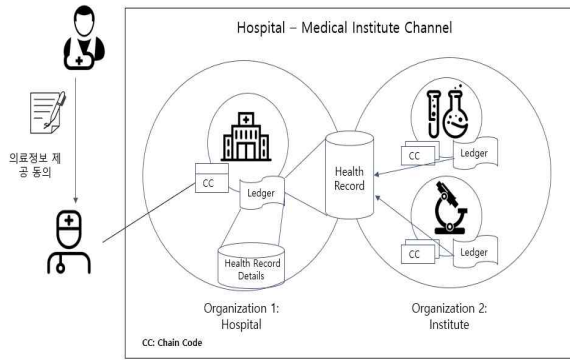 Hospital – Medical Institute Channel
의료정보 제
공 동의
CC
Ledger
Health Record
Details
Health
Record
CC
Ledger
CC
Ledger
Organization 1:
Hospital
Organization 2:
Institute
CC: Chain Code